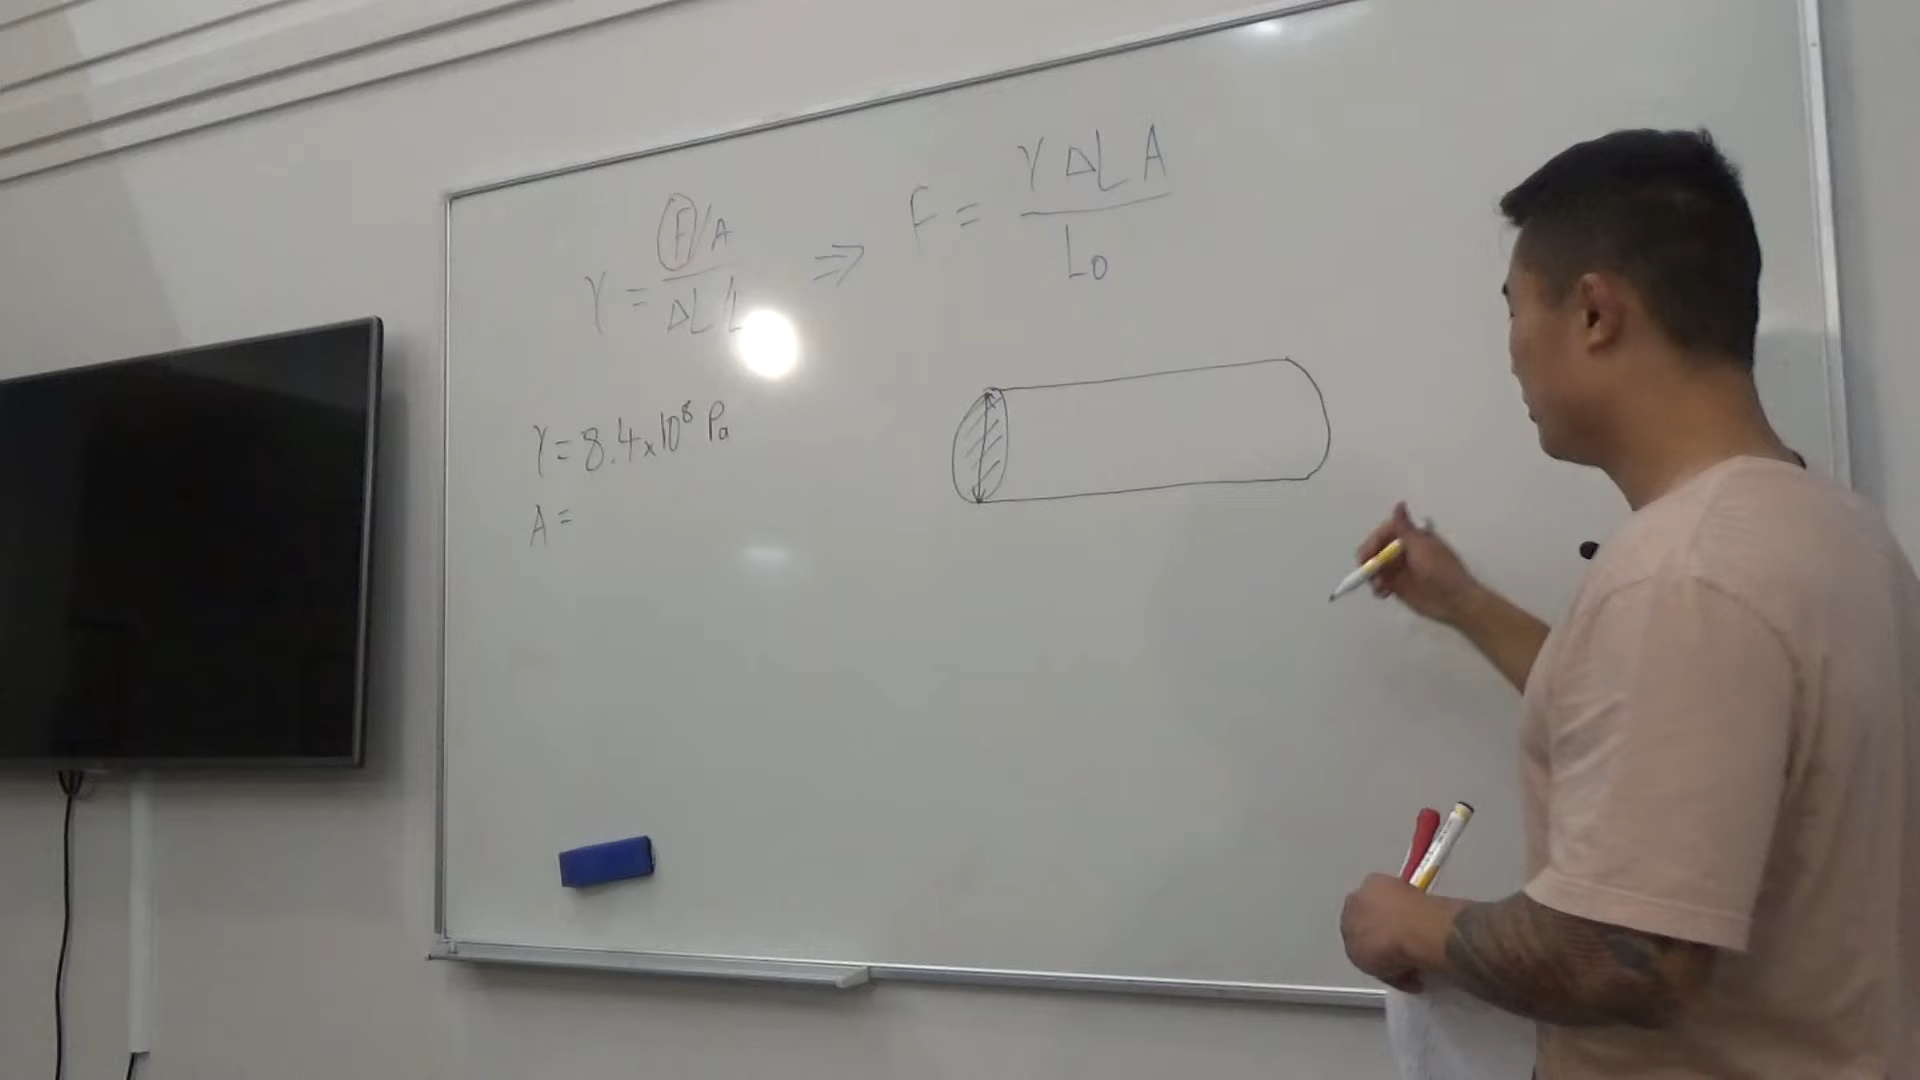 Y = F/A / ΔL/L ⇒ F = Y ΔL A / L₀
Y = 8.4 x 10⁸ Pa
A =